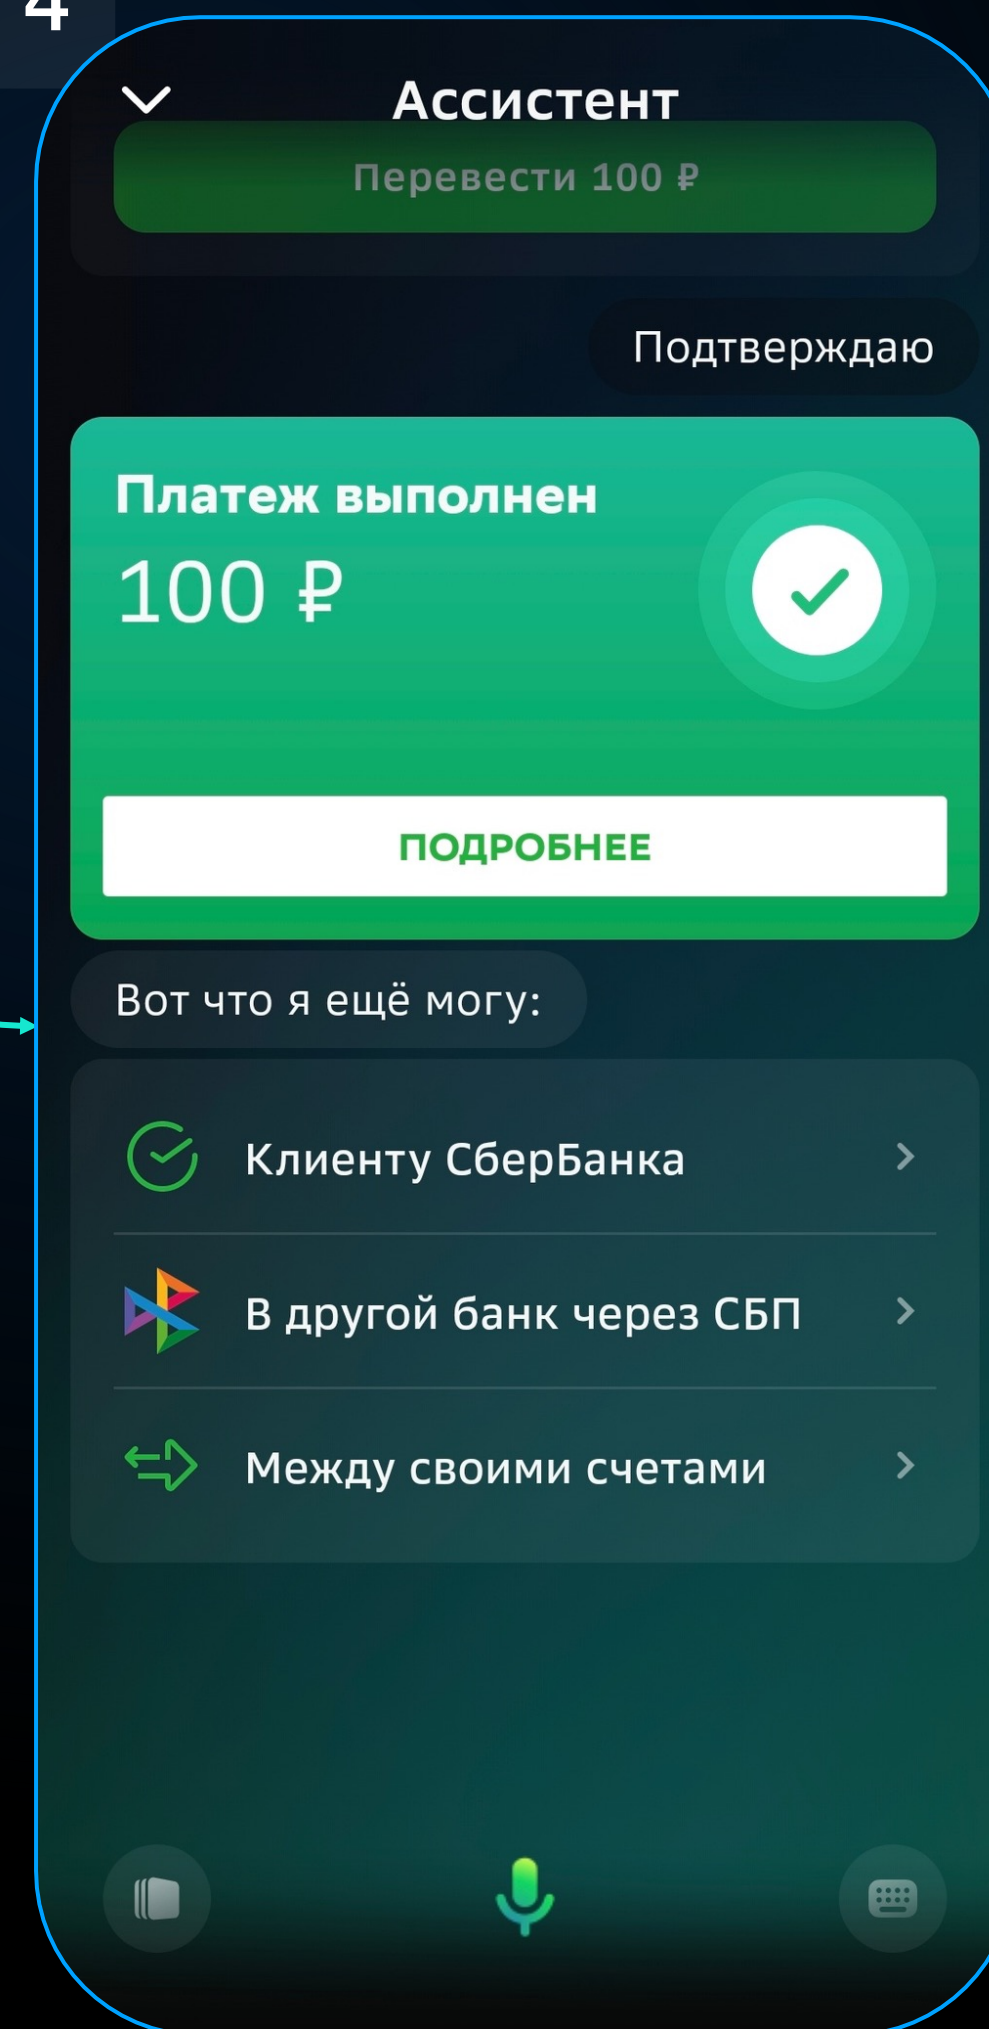 4
Ассистент
Перевести 100 ₽
Подтверждаю
Платеж выполнен
100 ₽
ПОДРОБНЕЕ
Вот что я ещё могу:
Клиенту СберБанка
В другой банк через СБП
Между своими счетами